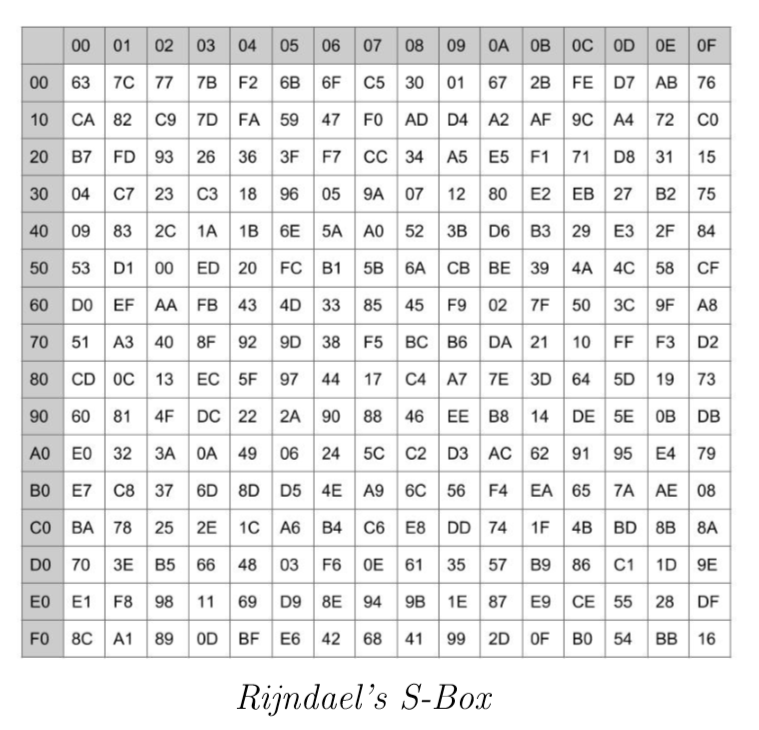 00 01 02 03 04 05 06 07 08 09 0A 0B 0C 0D 0E 0F
00 63 7C 77 7B F2 6B 6F C5 30 01 67 2B FE D7 AB 76
10 CA 82 C9 7D FA 59 47 F0 AD D4 A2 AF 9C A4 72 C0
20 B7 FD 93 26 36 3F F7 CC 34 A5 E5 F1 71 D8 31 15
30 04 C7 23 C3 18 96 05 9A 07 12 80 E2 EB 27 B2 75
40 09 83 2C 1A 1B 6E 5A A0 52 3B D6 B3 29 E3 2F 84
50 53 D1 00 ED 20 FC B1 5B 6A CB BE 39 4A 4C 58 CF
60 D0 EF AA FB 43 4D 33 85 45 F9 02 7F 50 3C 9F A8
70 51 A3 40 8F 92 9D 38 F5 BC B6 DA 21 10 FF F3 D2
80 CD 0C 13 EC 5F 97 44 17 C4 A7 7E 3D 64 5D 19 73
90 60 81 4F DC 22 2A 90 88 46 EE B8 14 DE 5E 0B DB
A0 E0 32 3A 0A 49 06 24 5C C2 D3 AC 62 91 95 E4 79
B0 E7 C8 37 6D 8D D5 4E A9 6C 56 F4 EA 65 7A AE 08
C0 BA 78 25 2E 1C A6 B4 C6 E8 DD 74 1F 4B BD 8B 8A
D0 70 3E B5 66 48 03 F6 0E 61 35 57 B9 86 C1 1D 9E
E0 E1 F8 98 11 69 D9 8E 94 9B 1E 87 E9 CE 55 28 DF
F0 8C A1 89 0D BF E6 42 68 41 99 2D 0F B0 54 BB 16
Rijndael's S-Box